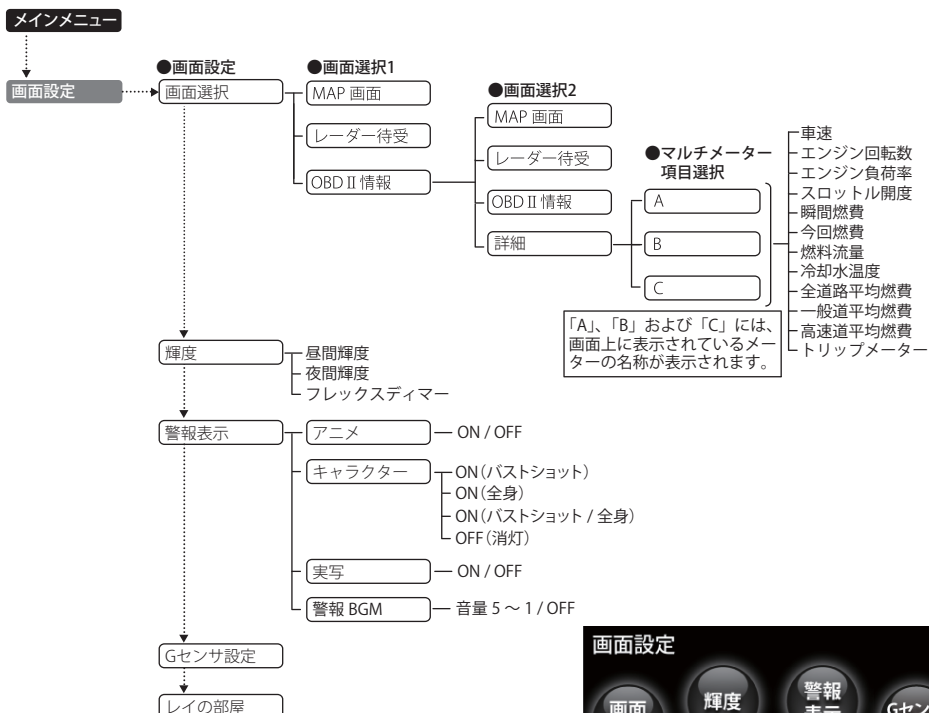 メインメニュー
画面設定
●画面設定
画面選択
●画面選択1
MAP 画面
レーダー待受
OBD II 情報
●画面選択2
MAP 画面
レーダー待受
OBD II 情報
詳細
●マルチメーター
項目選択
A
B
C
車速
エンジン回転数
エンジン負荷率
スロットル開度
瞬間燃費
今回燃費
燃料流量
冷却水温度
全道路平均燃費
一般道平均燃費
高速道平均燃費
トリップメーター
「A」、「B」および「C」には、
画面上に表示されているメー
ターの名称が表示されます。
輝度
昼間輝度
夜間輝度
フレックスディマー
警報表示
アニメ
ON / OFF
キャラクター
ON(バストショット)
ON(全身)
ON(バストショット / 全身)
OFF(消灯)
実写
ON / OFF
警報 BGM
音量 5 ～ 1 / OFF
Gセンサ設定
レイの部屋
画面設定
画面
輝度
警報
表示
Gセン